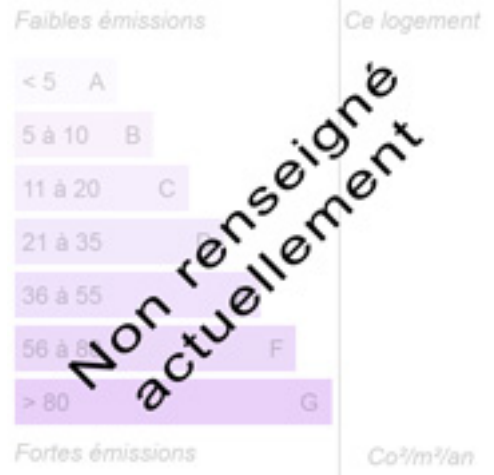 Faibles émissions
Ce logement
< 5 A
5 à 10 B
11 à 20 C
21 à 35
36 à 55
56 à F
> 80 G
Fortes émissions
Co²/m²/an
Non renseigné
actuellement